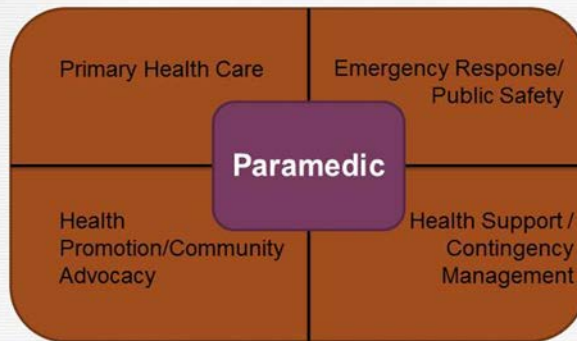 Primary Health Care
Emergency Response/
Public Safety
Paramedic
Health
Promotion/Community
Advocacy
Health Support /
Contingency
Management